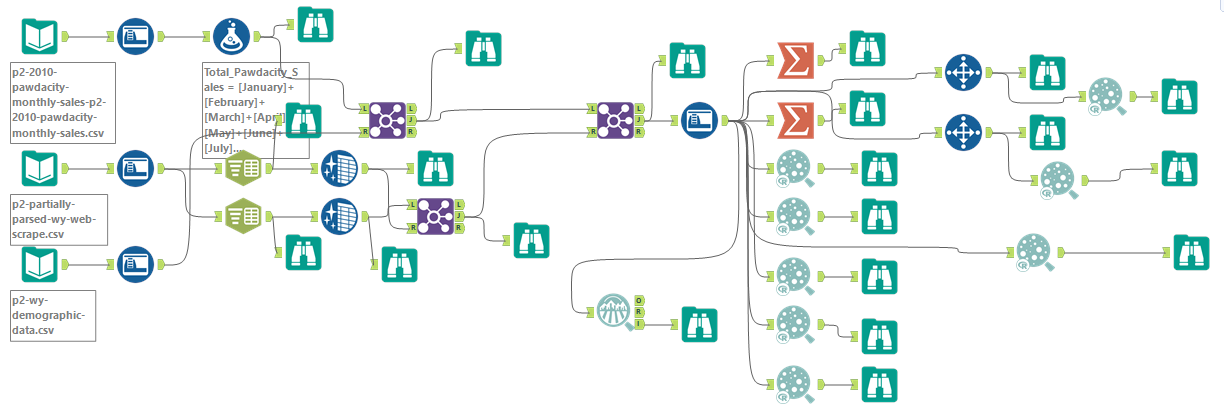 p2-2010-
pawdacity-
monthly-sales-p2-
2010-pawdacity-
monthly-sales.csv
Total_Pawdacity_S
ales = [January]+
[February]+
[March]+[April]
[May]+[June]+
[July]...
L
R
L
J
R
L
R
L
J
R
p2-partially-
parsed-wy-web-
scrape.csv
L
R
L
J
R
p2-wy-
demographic-
data.csv
O
R
I
R
R
R
R
R
R
R
R